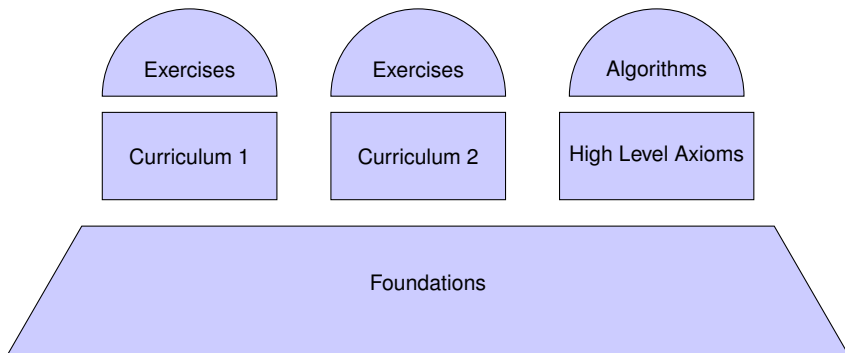 Exercises
Exercises
Algorithms
Curriculum 1
Curriculum 2
High Level Axioms
Foundations